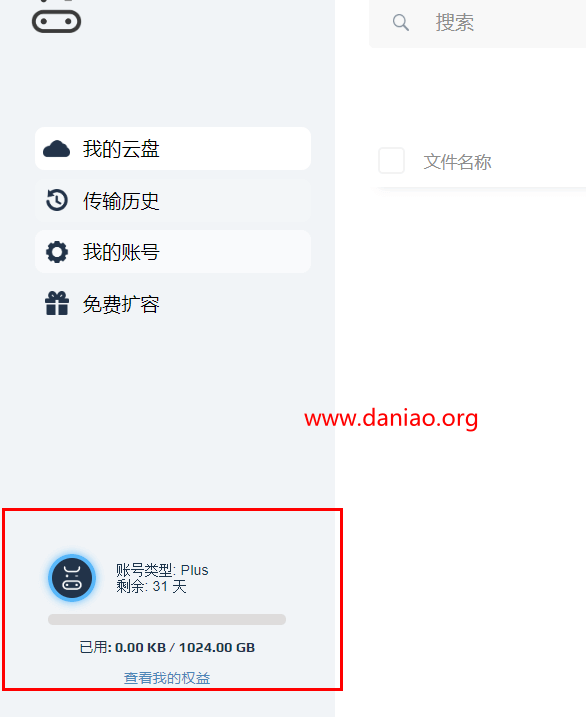 搜索
我的云盘
文件名称
传输历史
我的账号
免费扩容
www.daniao.org
账号类型: Plus
剩余: 31 天
已用: 0.00 KB / 1024.00 GB
查看我的权益